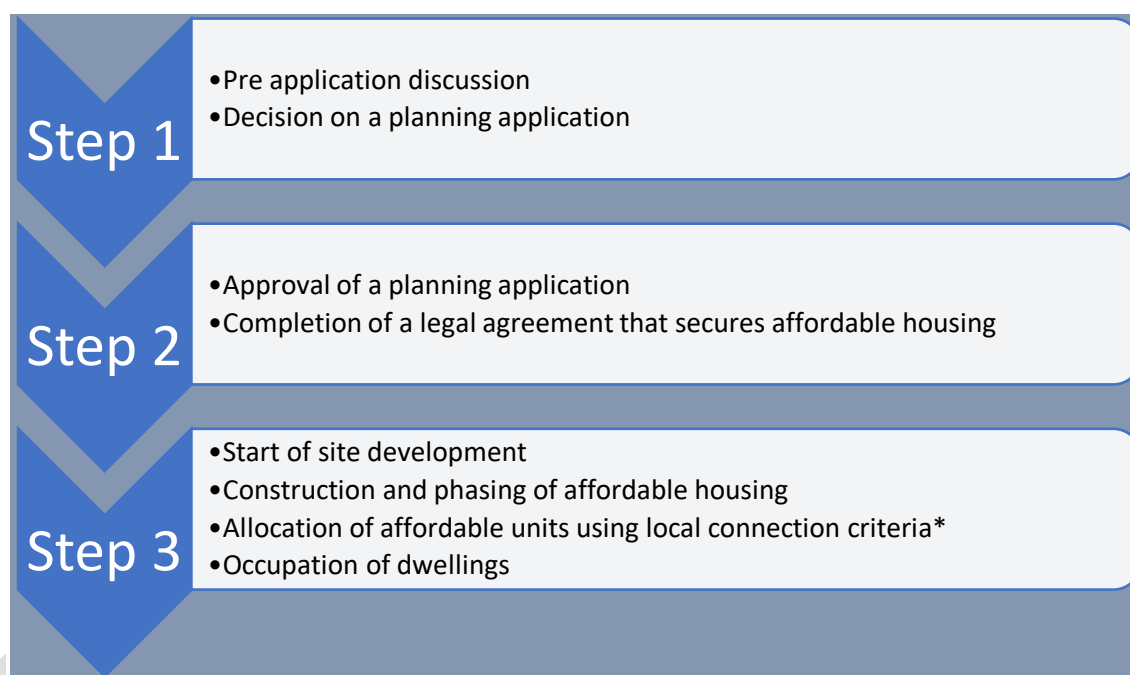 Step 1
•Pre application discussion
•Decision on a planning application
Step 2
•Approval of a planning application
•Completion of a legal agreement that secures affordable housing
Step 3
•Start of site development
•Construction and phasing of affordable housing
•Allocation of affordable units using local connection criteria*
•Occupation of dwellings